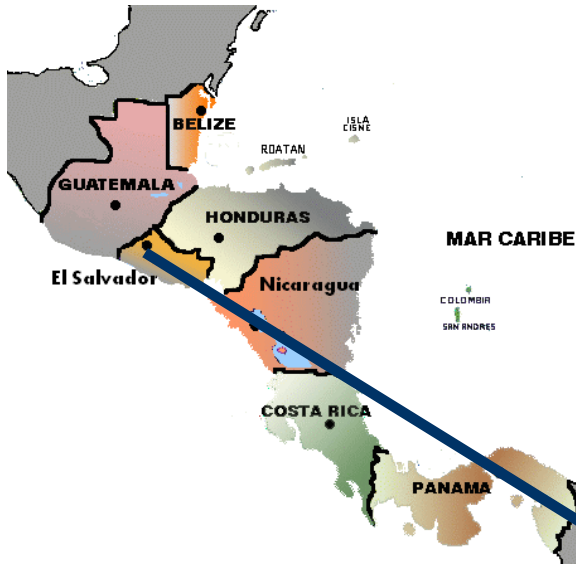 BELIZE
ISLA
CISNE
ROATAN
GUATEMALA
HONDURAS
MAR CARIBE
El Salvador
Nicaragua
COLOMBIA
SAN ANDRES
COSTA RICA
PANAMA